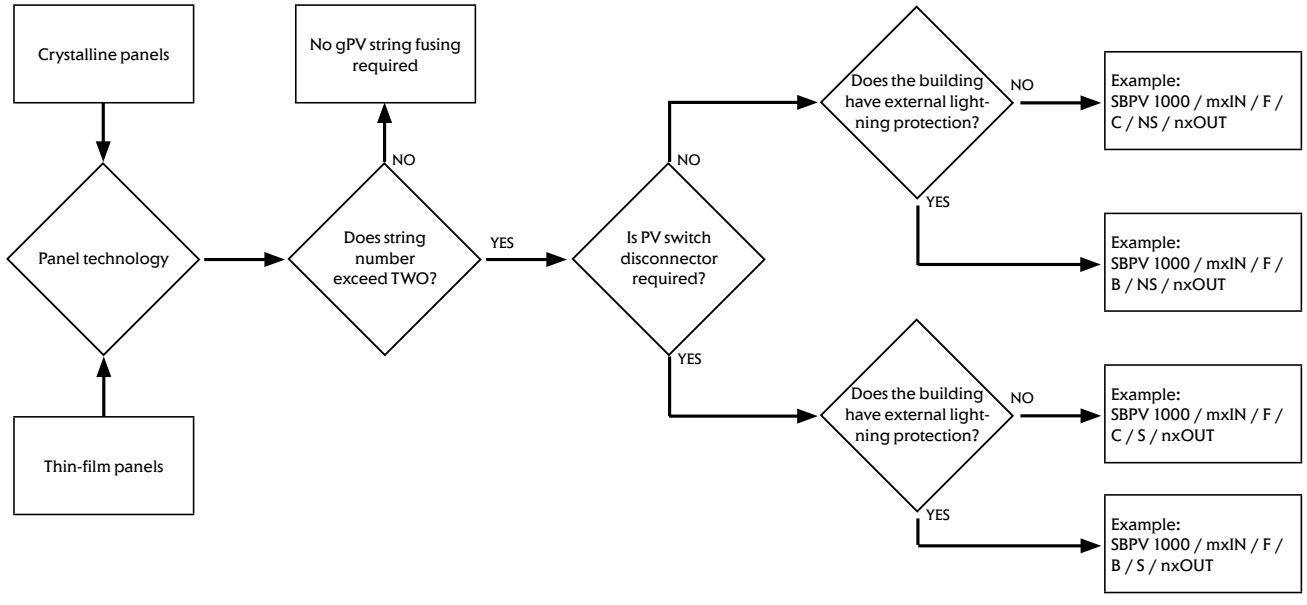 Crystalline panels
No gPV string fusing
required
Does the building
have external light-
ning protection?
NO
Example:
SBPV 1000 / mxIN / F /
C / NS / nxOUT
NO
NO
YES
Panel technology
Does string
number
exceed TWO?
YES
Is PV switch
disconnector
required?
Example:
SBPV 1000 / mxIN / F /
B / NS / nxOUT
YES
Does the building
have external light-
ning protection?
NO
Example:
SBPV 1000 / mxIN / F /
C / S / nxOUT
Thin-film panels
YES
Example:
SBPV 1000 / mxIN / F /
B / S / nxOUT